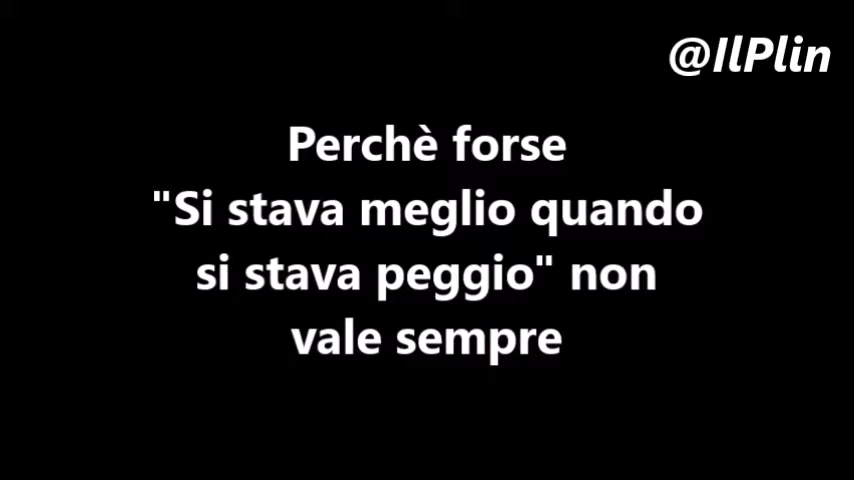 @IlPlin
Perchè forse
"Si stava meglio quando
si stava peggio" non
vale sempre